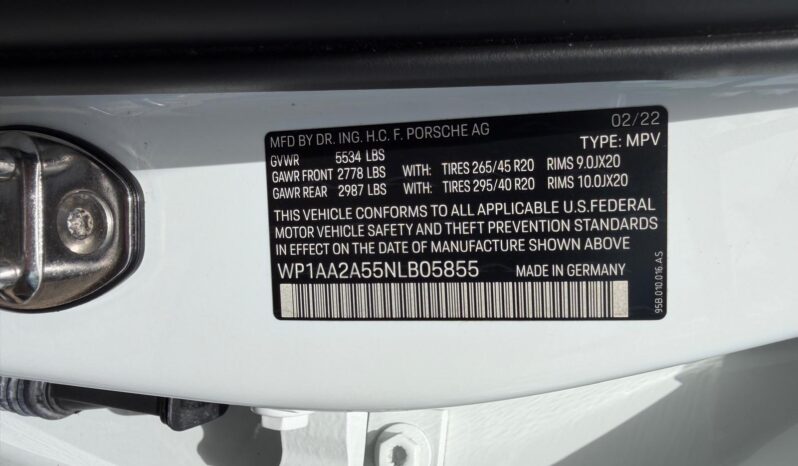 MFD BY DR. ING. H.C. F. PORSCHE AG 02/22
GVWR 5534 LBS TYPE: MPV
GAWR FRONT 2778 LBS WITH: TIRES 265/45 R20 RIMS 9.0JX20
GAWR REAR 2987 LBS WITH: TIRES 295/40 R20 RIMS 10.0JX20
THIS VEHICLE CONFORMS TO ALL APPLICABLE U.S.FEDERAL
MOTOR VEHICLE SAFETY AND THEFT PREVENTION STANDARDS
IN EFFECT ON THE DATE OF MANUFACTURE SHOWN ABOVE
WP1AA2A55NLB05855 MADE IN GERMANY
95B.010.016.AS